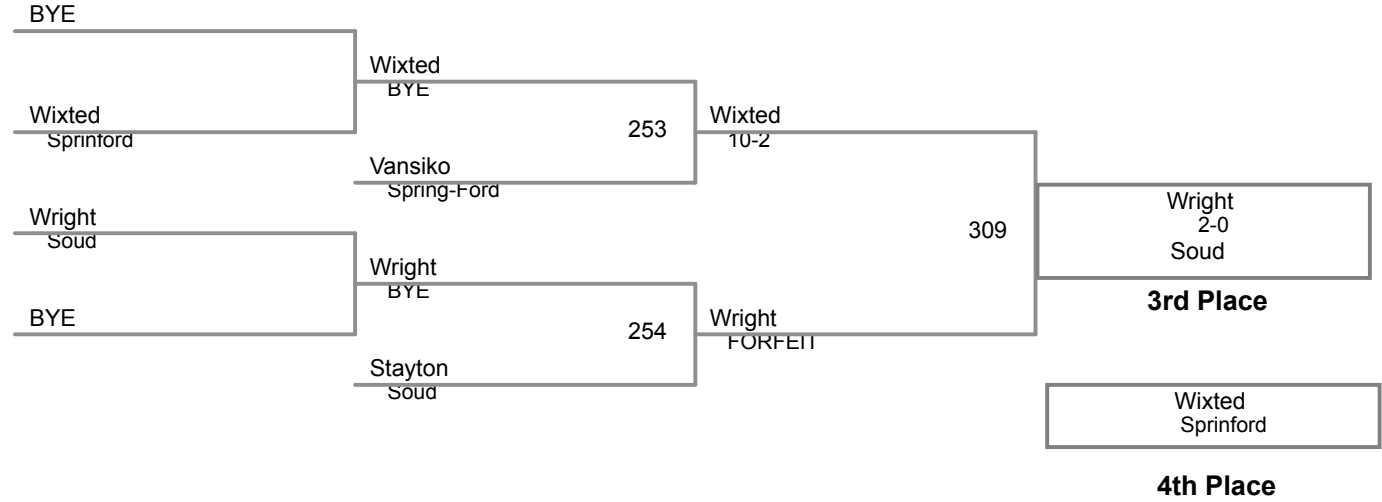 BYE
Wixted
BYE
Wixted
Sprinford
253
Wixted
10-2
Vansiko
Spring-Ford
Wright
Soud
309
Wright
2-0
Soud
Wright
BYE
3rd Place
BYE
254
Wright
FORFEIT
Stayton
Soud
Wixted
Sprinford
4th Place